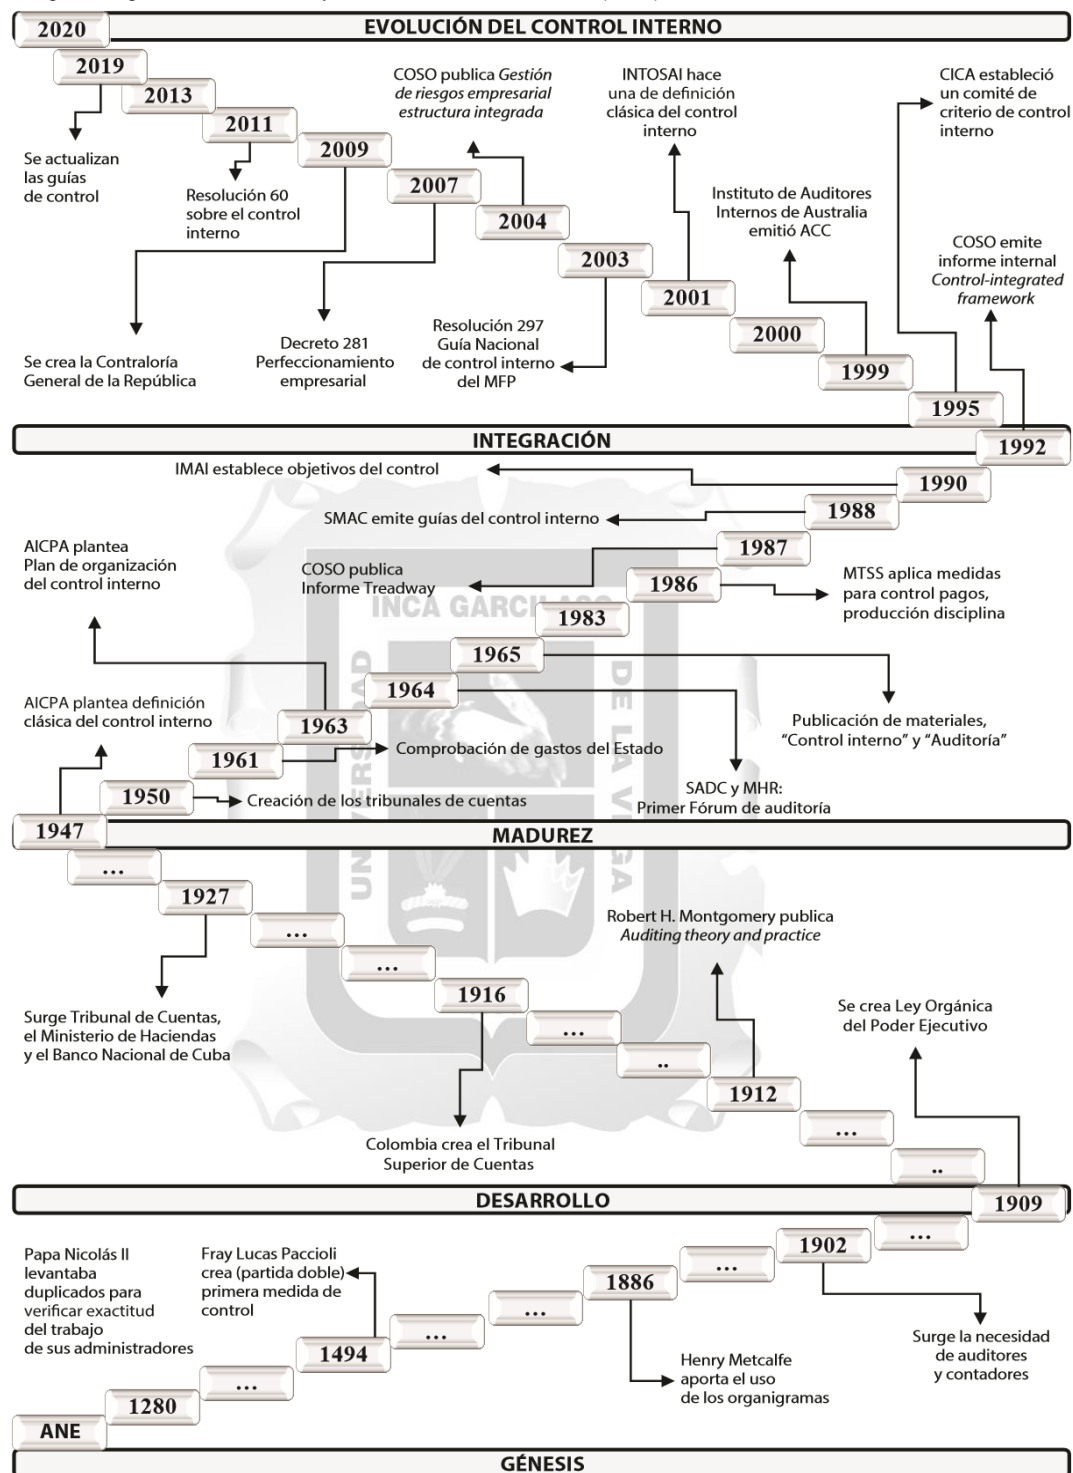 EVOLUCIÓN DEL CONTROL INTERNO
2020
2019
2013
2011
2009
2007
2004
2003
2001
2000
1999
1995
1992
Se actualizan
las guías
de control
Resolución 60
sobre el control
interno
COSO publica Gestión
de riesgos empresarial
estructura integrada
INTOSAI hace
una de definición
clásica del control
interno
CICA estableció
un comité de
criterio de control
interno
Instituto de Auditores
Internos de Australia
emitió ACC
COSO emite
informe internal
Control-integrated
framework
Se crea la Contraloría
General de la República
Decreto 281
Perfeccionamiento
empresarial
Resolución 297
Guía Nacional
de control interno
del MFP
INTEGRACIÓN
1990
1988
1987
1986
1983
1965
1964
1963
1961
1950
1947
IMAI establece objetivos del control
SMAC emite guías del control interno
AICPA plantea
Plan de organización
del control interno
COSO publica
Informe Treadway
MTSS aplica medidas
para control pagos,
producción disciplina
AICPA plantea definición
clásica del control interno
Publicación de materiales,
“Control interno” y “Auditoría”
Comprobación de gastos del Estado
SADC y MHR:
Primer Fórum de auditoría
Creación de los tribunales de cuentas
INCA
UNIVERSIDAD
DE LA VEGA
MADUREZ
...
1927
...
...
1916
...
..
1912
...
..
1909
Robert H. Montgomery publica
Auditing theory and practice
Surge Tribunal de Cuentas,
el Ministerio de Haciendas
y el Banco Nacional de Cuba
Se crea Ley Orgánica
del Poder Ejecutivo
Colombia crea el Tribunal
Superior de Cuentas
DESARROLLO
...
1902
...
1886
...
...
1494
...
1280
ANE
Papa Nicolás II
levantaba
duplicados para
verificar exactitud
del trabajo
de sus administradores
Fray Lucas Paccioli
crea (partida doble)
primera medida de
control
Henry Metcalfe
aporta el uso
de los organigramas
Surge la necesidad
de auditores
y contadores
GÉNESIS